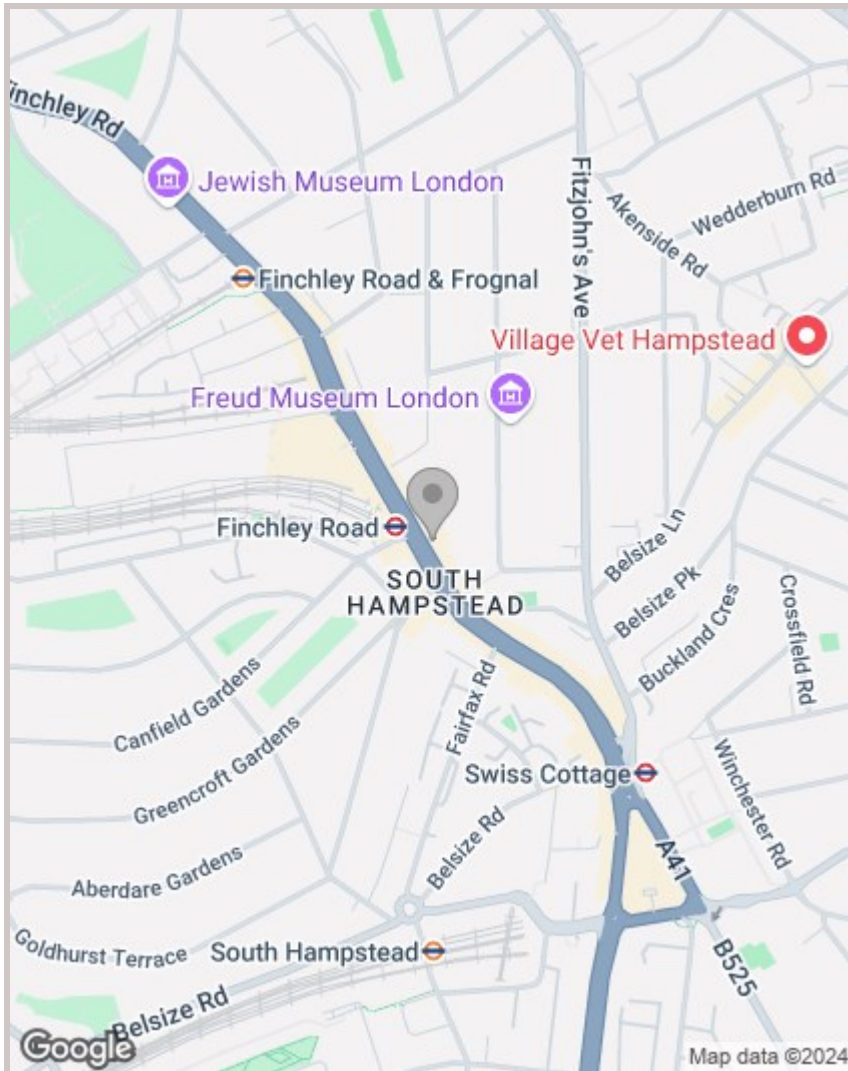 Finchley Rd
Jewish Museum London
Fitzjohn's Ave
Akenside Rd
Wedderburn Rd
Finchley Road & Frognal
Village Vet Hampstead
Freud Museum London
Finchley Road
Belsize Ln
SOUTH
HAMPSTEAD
Belsize Pk
Buckland Cres
Crossfield Rd
Canfield Gardens
Fairfax Rd
Greencroft Gardens
Swiss Cottage
Winchester Rd
Belsize Rd
A41
Aberdare Gardens
Goldhurst Terrace
South Hampstead
B525
Belsize Rd
Google
Map data ©2024